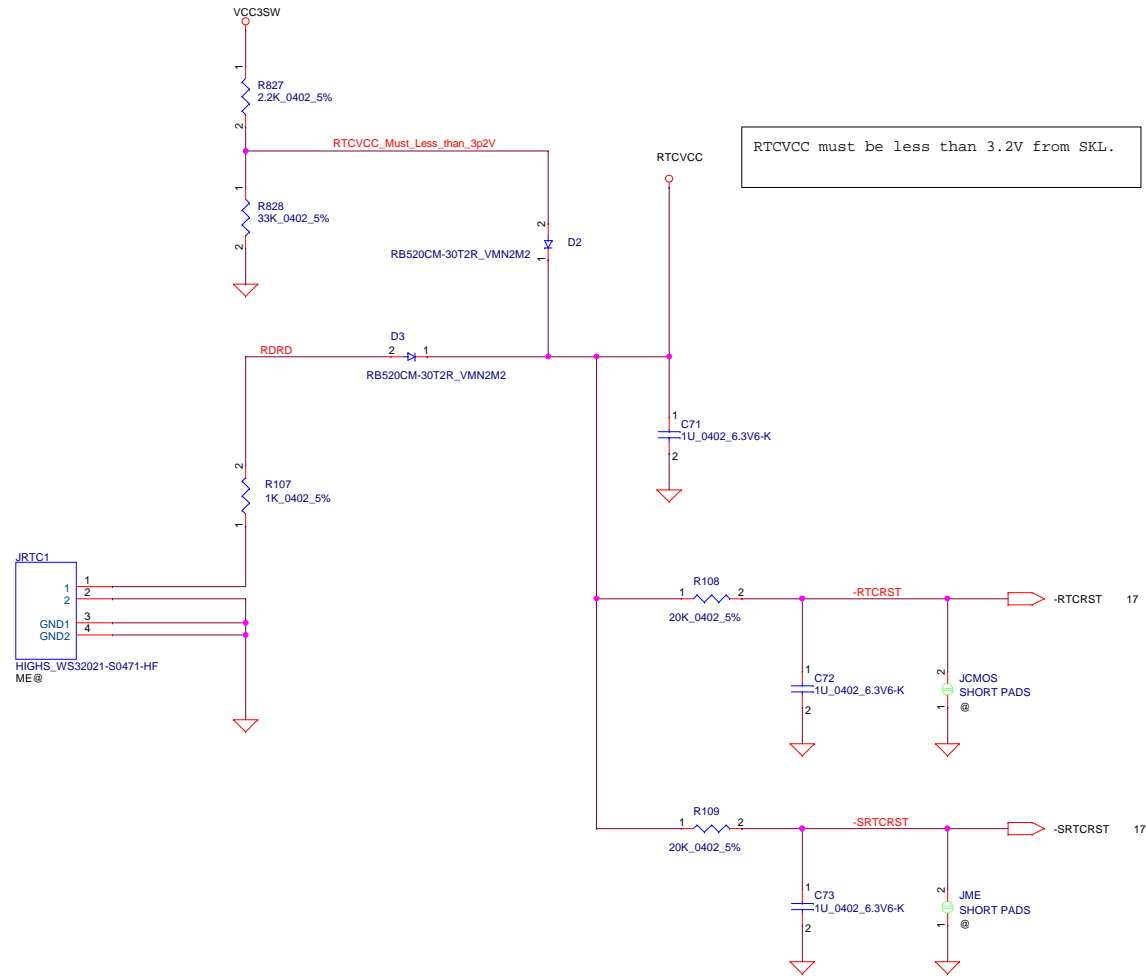 VCC3SW
1
R827
2.2K_0402_5%
2
RTCVCC_Must_Less_than_3p2V
RTCVCC must be less than 3.2V from SKL.
RTCVCC
1
R828
33K_0402_5%
2
2
D2
RB520CM-30T2R_VMN2M2
1
D3
RDRD
2
1
RB520CM-30T2R_VMN2M2
1
C71
1U_0402_6.3V6-K
2
2
R107
1K_0402_5%
1
JRTC1
1
1
2
2
GND1
3
GND2
4
HIGHS_WS32021-S0471-HF
ME@
R108
1
2
20K_0402_5%
-RTCRST
-RTCRST 17
1
C72
1U_0402_6.3V6-K
2
2
JCMOS
SHORT PADS
1
@
R109
1
2
20K_0402_5%
-SRTCRST
-SRTCRST 17
1
C73
1U_0402_6.3V6-K
2
2
JME
SHORT PADS
1
@